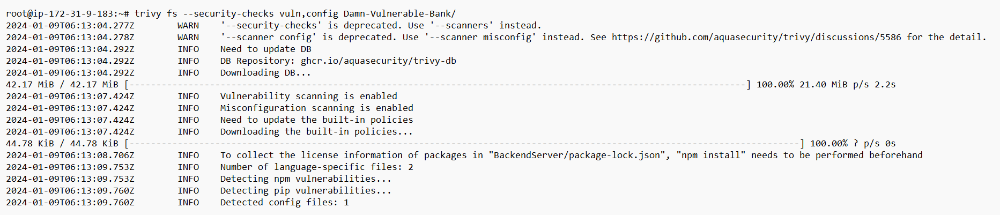 root@ip-172-31-9-183:~# trivy fs --security-checks vuln,config Damn-Vulnerable-Bank/
2024-01-09T06:13:04.277Z        WARN    '--security-checks' is deprecated. Use '--scanners' instead.
2024-01-09T06:13:04.278Z        WARN    '--scanner config' is deprecated. Use '--scanner misconfig' instead. See https://github.com/aquasecurity/trivy/discussions/5586 for the detail.
2024-01-09T06:13:04.292Z        INFO    Need to update DB
2024-01-09T06:13:04.292Z        INFO    DB Repository: ghcr.io/aquasecurity/trivy-db
2024-01-09T06:13:04.292Z        INFO    Downloading DB...
42.17 MiB / 42.17 MiB [-------------------------------------------------------------------------------------------------------------------] 100.00% 21.40 MiB p/s 2.2s
2024-01-09T06:13:07.424Z        INFO    Vulnerability scanning is enabled
2024-01-09T06:13:07.424Z        INFO    Misconfiguration scanning is enabled
2024-01-09T06:13:07.424Z        INFO    Need to update the built-in policies
2024-01-09T06:13:07.424Z        INFO    Downloading the built-in policies...
44.78 KiB / 44.78 KiB [-----------------------------------------------------------------------------------------------------------------------------] 100.00% ? p/s 0s
2024-01-09T06:13:08.706Z        INFO    To collect the license information of packages in "BackendServer/package-lock.json", "npm install" needs to be performed beforehand
2024-01-09T06:13:09.753Z        INFO    Number of language-specific files: 2
2024-01-09T06:13:09.753Z        INFO    Detecting npm vulnerabilities...
2024-01-09T06:13:09.760Z        INFO    Detecting pip vulnerabilities...
2024-01-09T06:13:09.760Z        INFO    Detected config files: 1